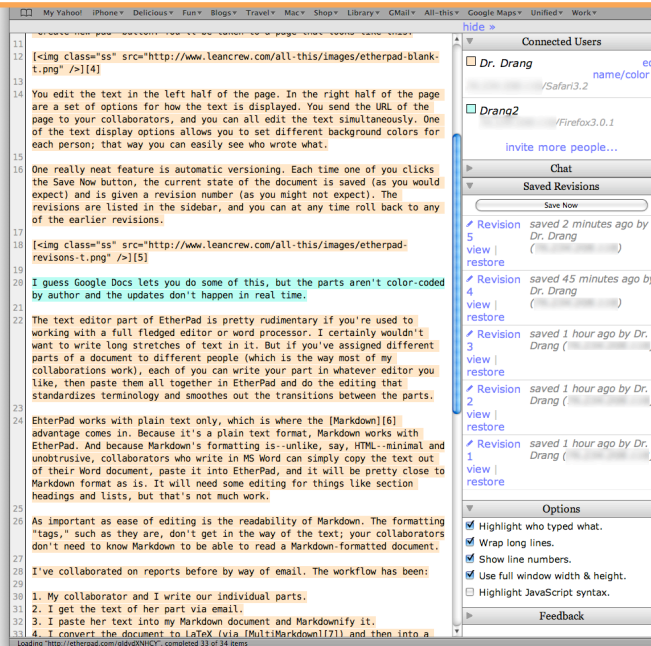 My Yahoo! iPhone Delicious Fun Blogs Travel Mac Shop Library GMail All-this Google Maps Unified Work
hide »
11
12 [<img class="ss" src="http://www.leancrew.com/all-this/images/etherpad-blank-
t.png" />][4]
13
14 You edit the text in the left half of the page. In the right half of the page
are a set of options for how the text is displayed. You send the URL of the
page to your collaborators, and you can all edit the text simultaneously. One
of the text display options allows you to set different background colors for
each person; that way you can easily see who wrote what.
15
16 One really neat feature is automatic versioning. Each time one of you clicks
the Save Now button, the current state of the document is saved (as you would
expect) and is given a revision number (as you might not expect). The
revisions are listed in the sidebar, and you can at any time roll back to any
of the earlier revisions.
17
18 [<img class="ss" src="http://www.leancrew.com/all-this/images/etherpad-
revisons-t.png" />][5]
19
20 I guess Google Docs lets you do some of this, but the parts aren't color-coded
by author and the updates don't happen in real time.
21
22 The text editor part of EtherPad is pretty rudimentary if you're used to
working with a full fledged editor or word processor. I certainly wouldn't
want to write long stretches of text in it. But if you've assigned different
parts of a document to different people (which is the way most of my
collaborations work), each of you can write your part in whatever editor you
like, then paste them all together in EtherPad and do the editing that
standardizes terminology and smoothes out the transitions between the parts.
23
24 EhterPad works with plain text only, which is where the [Markdown][6]
advantage comes in. Because it's a plain text format, Markdown works with
EtherPad. And because Markdown's formatting is--unlike, say, HTML--minimal and
unobtrusive, collaborators who write in MS Word can simply copy the text out
of their Word document, paste it into EtherPad, and it will be pretty close to
Markdown format as is. It will need some editing for things like section
headings and lists, but that's not much work.
25
26 As important as ease of editing is the readability of Markdown. The formatting
"tags," such as they are, don't get in the way of the text; your collaborators
don't need to know Markdown to be able to read a Markdown-formatted document.
27
28 I've collaborated on reports before by way of email. The workflow has been:
29
30 1. My collaborator and I write our individual parts.
31 2. I get the text of her part via email.
32 3. I paste her text into my Markdown document and Markdownify it.
33 4. I convert the document to LaTeX (via [MultiMarkdown][7]) and then into a
Loading "http://etherpad.com/qldydXNHCY", completed 33 of 34 items
Connected Users
Dr. Drang
name/color
/Safari3.2
Drang2
/Firefox3.0.1
invite more people...
Chat
Saved Revisions
Save Now
Revision saved 2 minutes ago by
5 Dr. Drang
view | (
restore
Revision saved 45 minutes ago by
4 Dr. Drang
view | (
restore
Revision saved 1 hour ago by Dr.
3 Drang (
view |
restore
Revision saved 1 hour ago by Dr.
2 Drang (
view |
restore
Revision saved 1 hour ago by Dr.
1 Drang (
view |
restore
Options
Highlight who typed what.
Wrap long lines.
Show line numbers.
Use full window width & height.
Highlight JavaScript syntax.
Feedback